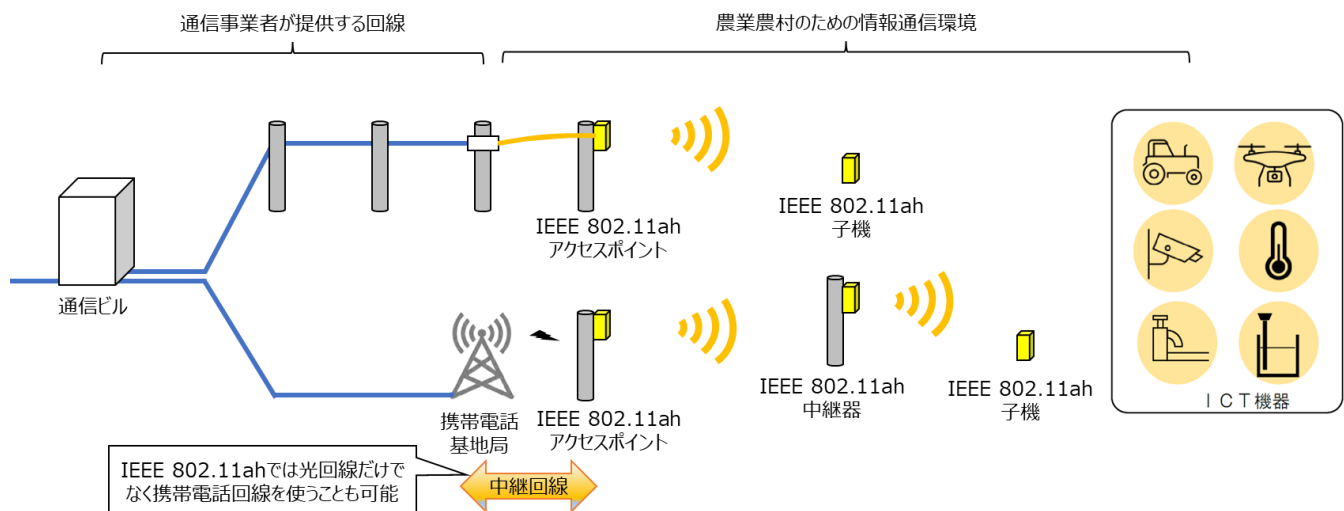 通信事業者が提供する回線
農業農村のための情報通信環境
IEEE 802.11ah
アクセスポイント
IEEE 802.11ah
子機
通信ビル
携帯電話
基地局
IEEE 802.11ah
アクセスポイント
IEEE 802.11ah
中継器
IEEE 802.11ah
子機
ＩＣＴ機器
IEEE 802.11ahでは光回線だけで
なく携帯電話回線を使うことも可能
中継回線